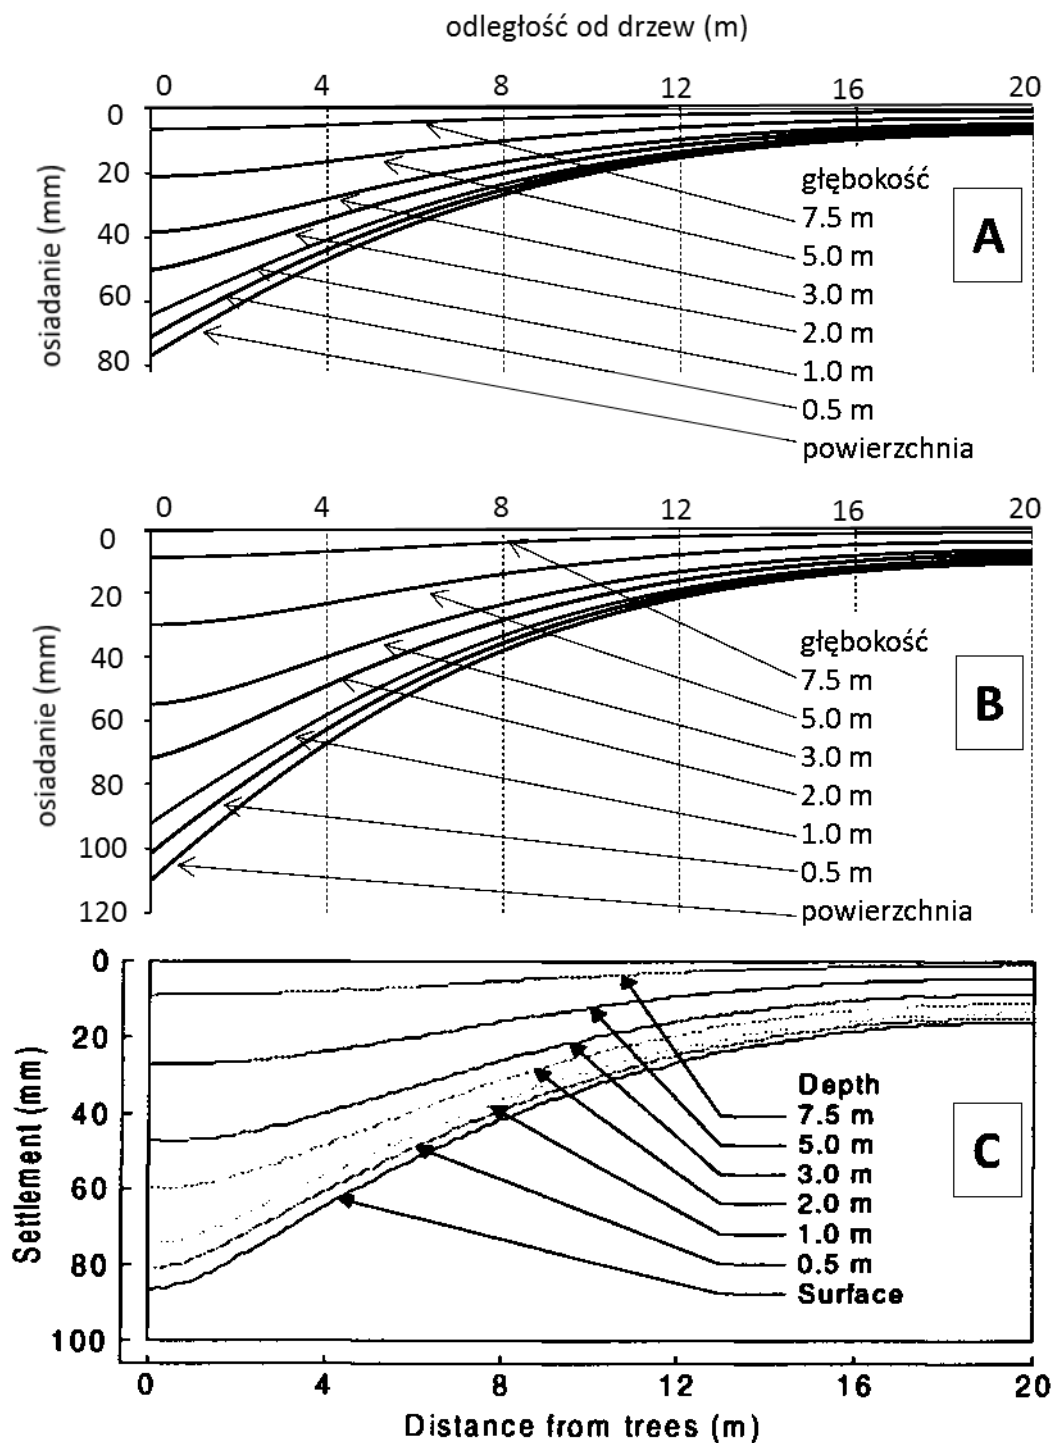 odległość od drzew (m)
0 4 8 12 16 20
0
20
40
60
80
osiadanie (mm)
głębokość
7.5 m
5.0 m
3.0 m
2.0 m
1.0 m
0.5 m
powierzchnia
A
0 4 8 12 16 20
0
20
40
60
80
100
120
osiadanie (mm)
głębokość
7.5 m
5.0 m
3.0 m
2.0 m
1.0 m
0.5 m
powierzchnia
B
0
20
40
60
80
100
Settlement (mm)
Depth
7.5 m
5.0 m
3.0 m
2.0 m
1.0 m
0.5 m
Surface
C
0 4 8 12 16 20
Distance from trees (m)